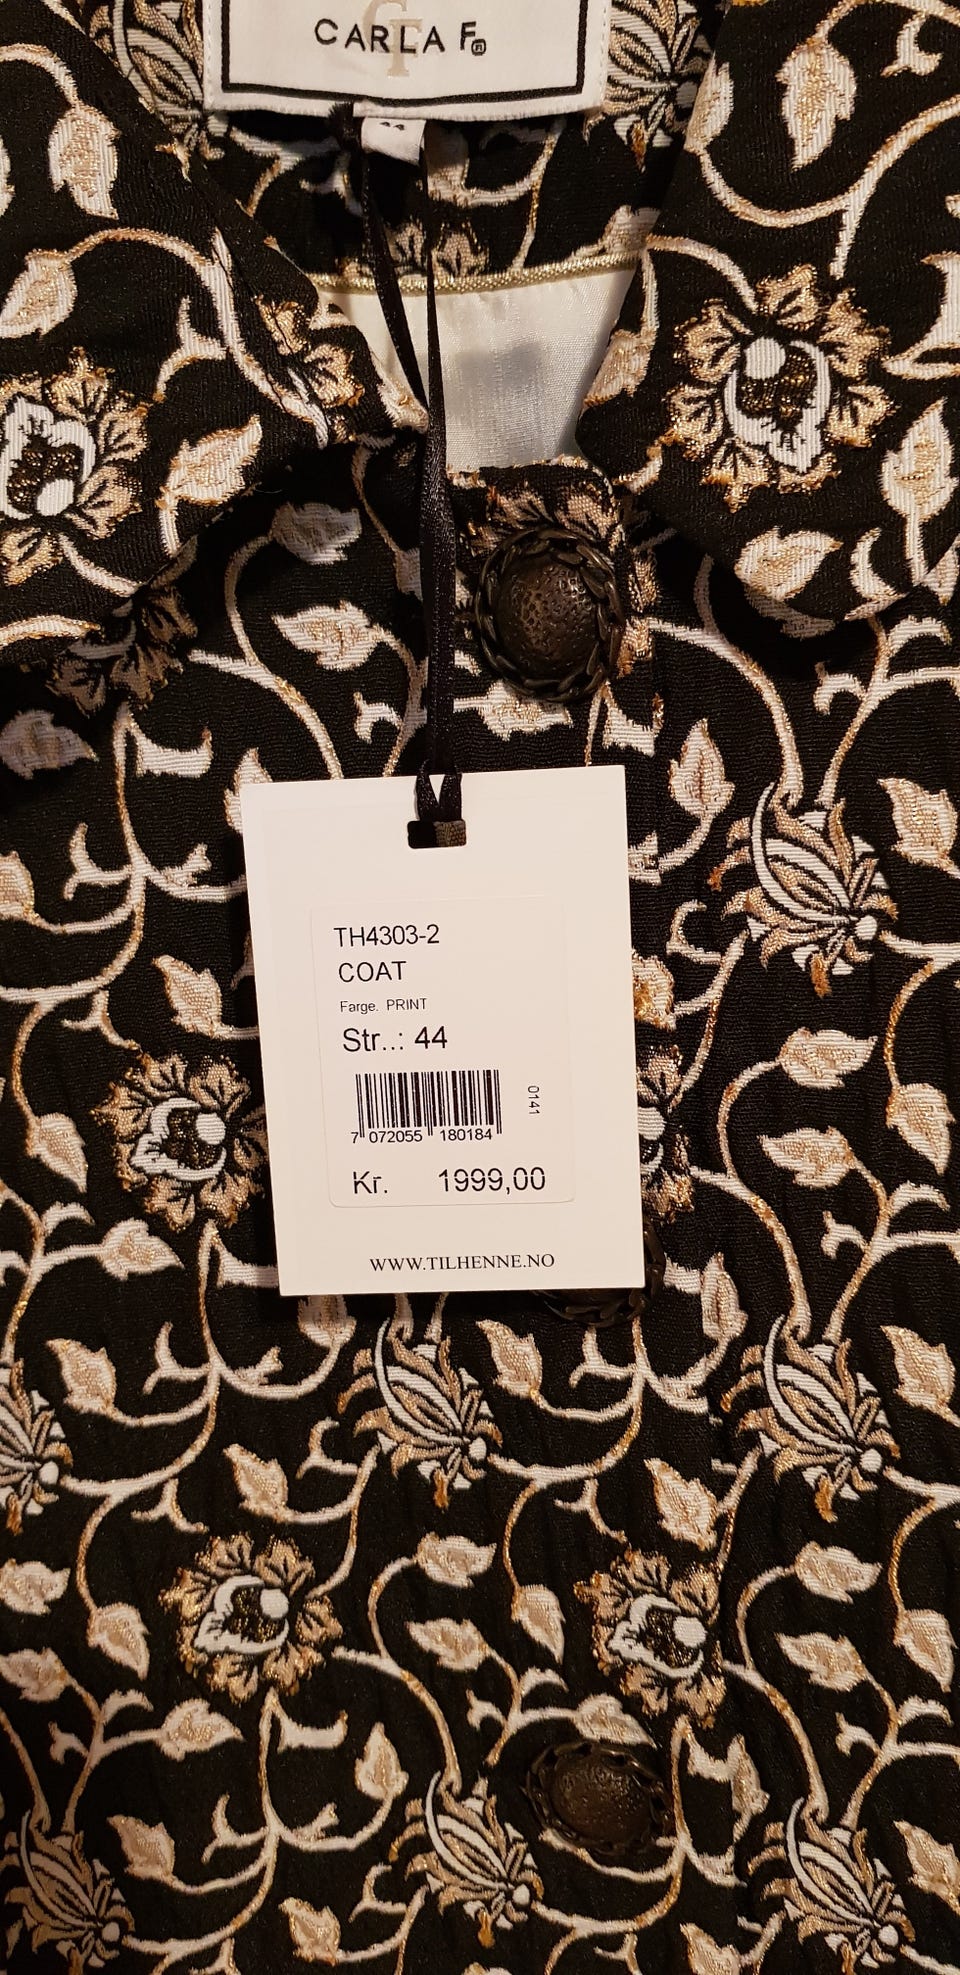 CARLA F®
TH4303-2
COAT
Farge. PRINT
Str..: 44
0141
7 072055 180184
Kr. 1999,00
WWW.TILHENNE.NO